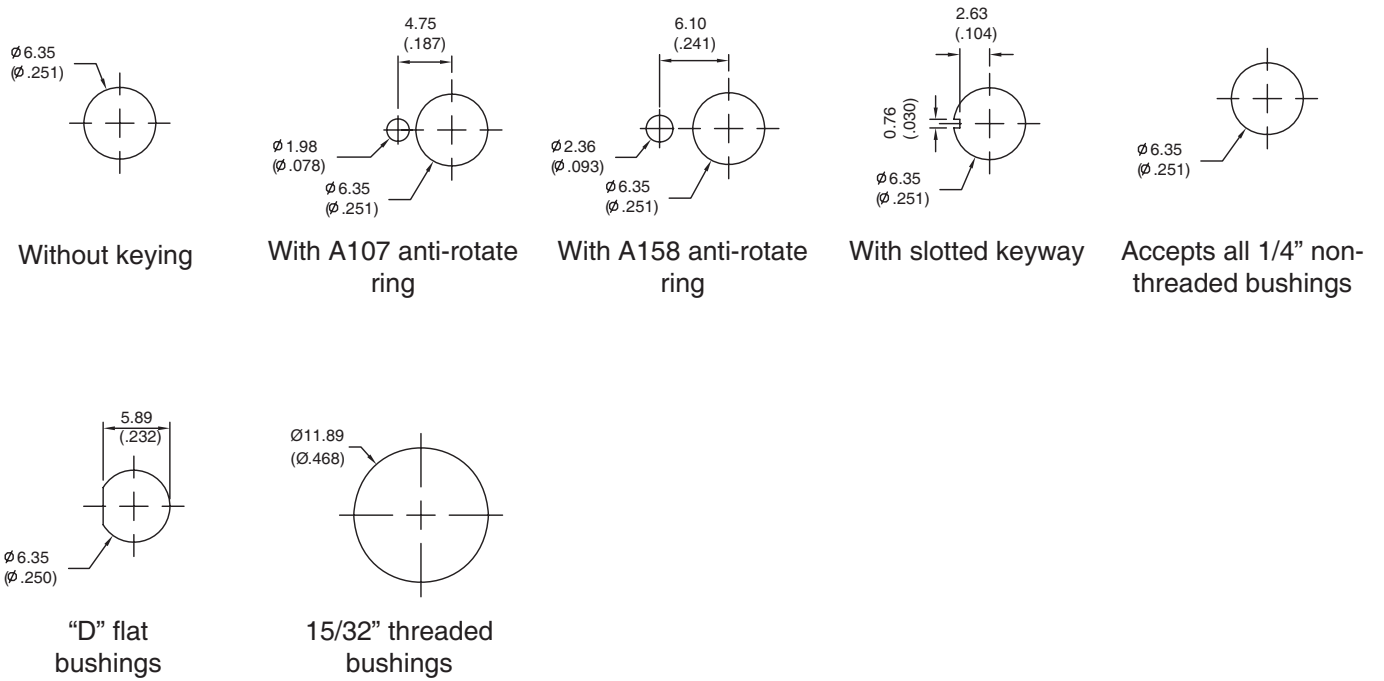 Ø6.35
(Ø.251)
Without keying
4.75
(.187)
Ø1.98
(Ø.078)
Ø6.35
(Ø.251)
With A107 anti-rotate
ring
6.10
(.241)
Ø2.36
(Ø.093)
Ø6.35
(Ø.251)
With A158 anti-rotate
ring
2.63
(.104)
0.76
(.030)
Ø6.35
(Ø.251)
With slotted keyway
Ø6.35
(Ø.251)
Accepts all 1/4” non-
threaded bushings
5.89
(.232)
Ø6.35
(Ø.250)
“D” flat
bushings
Ø11.89
(Ø.468)
15/32” threaded
bushings